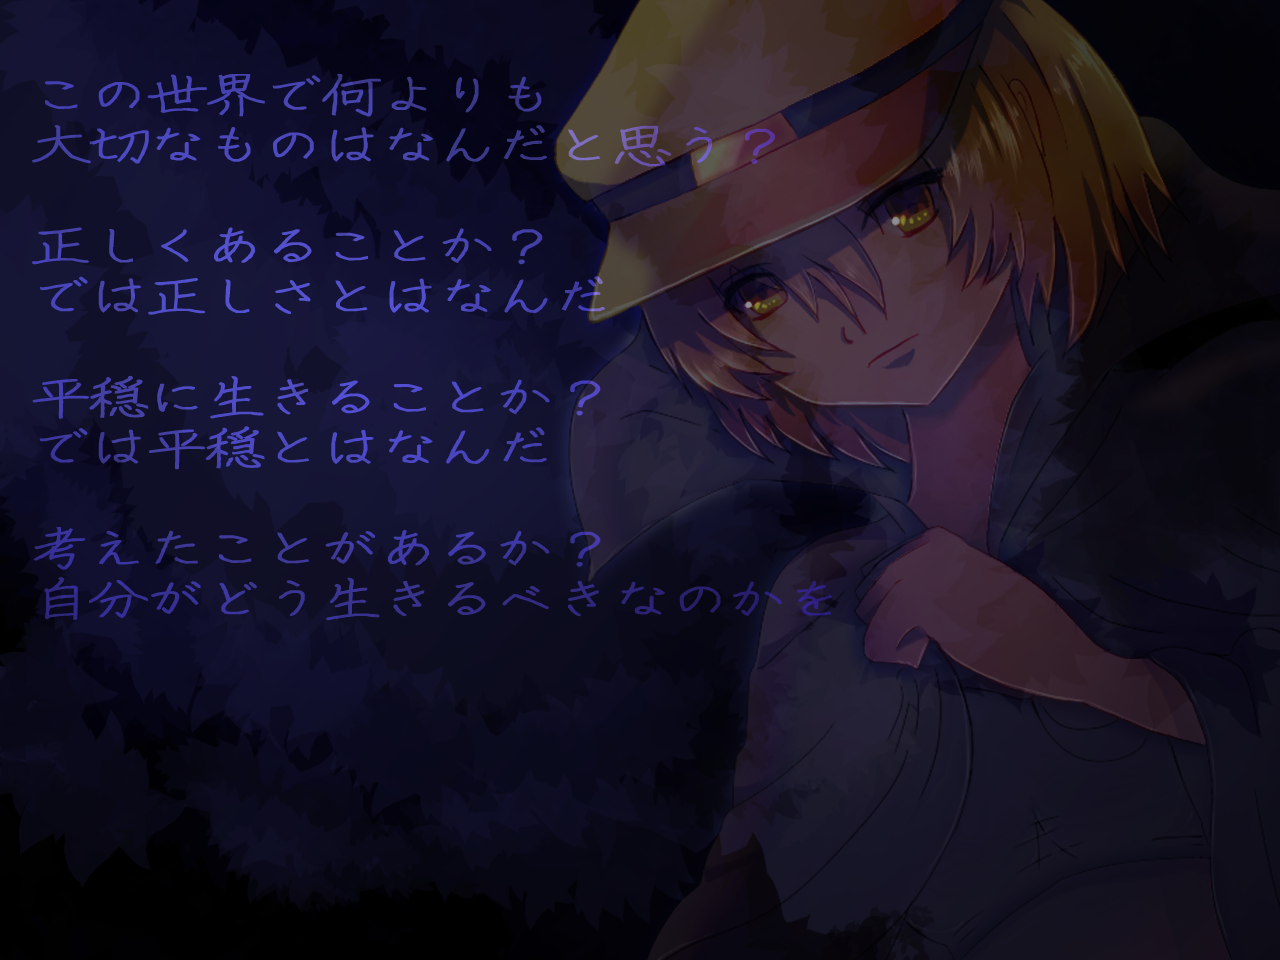 この世界で何よりも
大切なものはなんだと思う？
正しくあることか？
では正しさとはなんだ
平穏に生きることか？
では平穏とはなんだ
考えたことがあるか？
自分がどう生きるべきなのかを